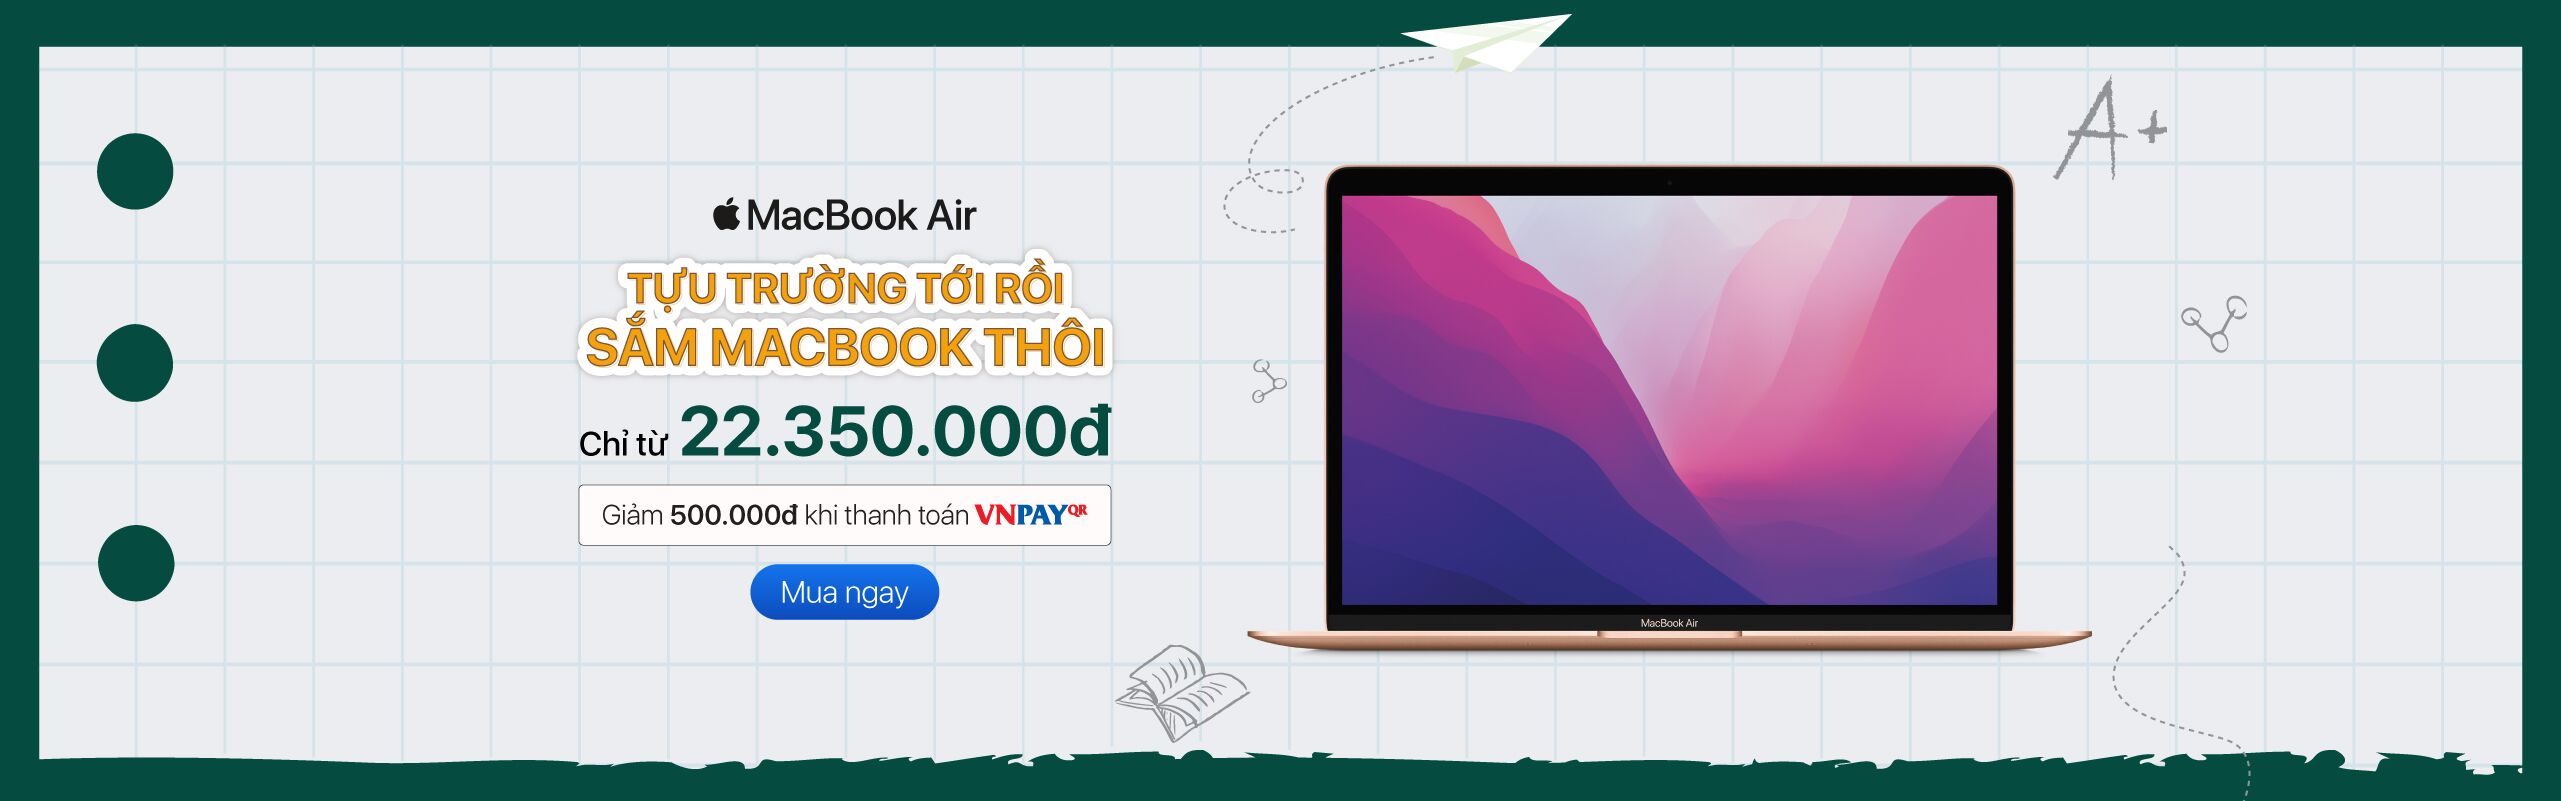 MacBook Air
TỰU TRƯỜNG TỚI RỒI
SẮM MACBOOK THÔI
Chỉ từ 22.350.000đ
Giảm 500.000đ khi thanh toán VNPAYQR
Mua ngay
A+
MacBook Air